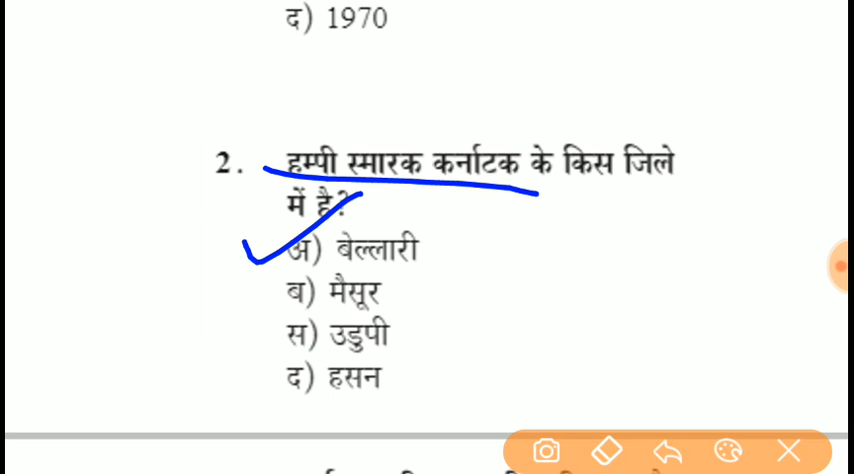 द) 1970
2. हम्पी स्मारक कर्नाटक के किस जिले
में है?
अ) बेल्लारी
ब) मैसूर
स) उडुपी
द) हसन